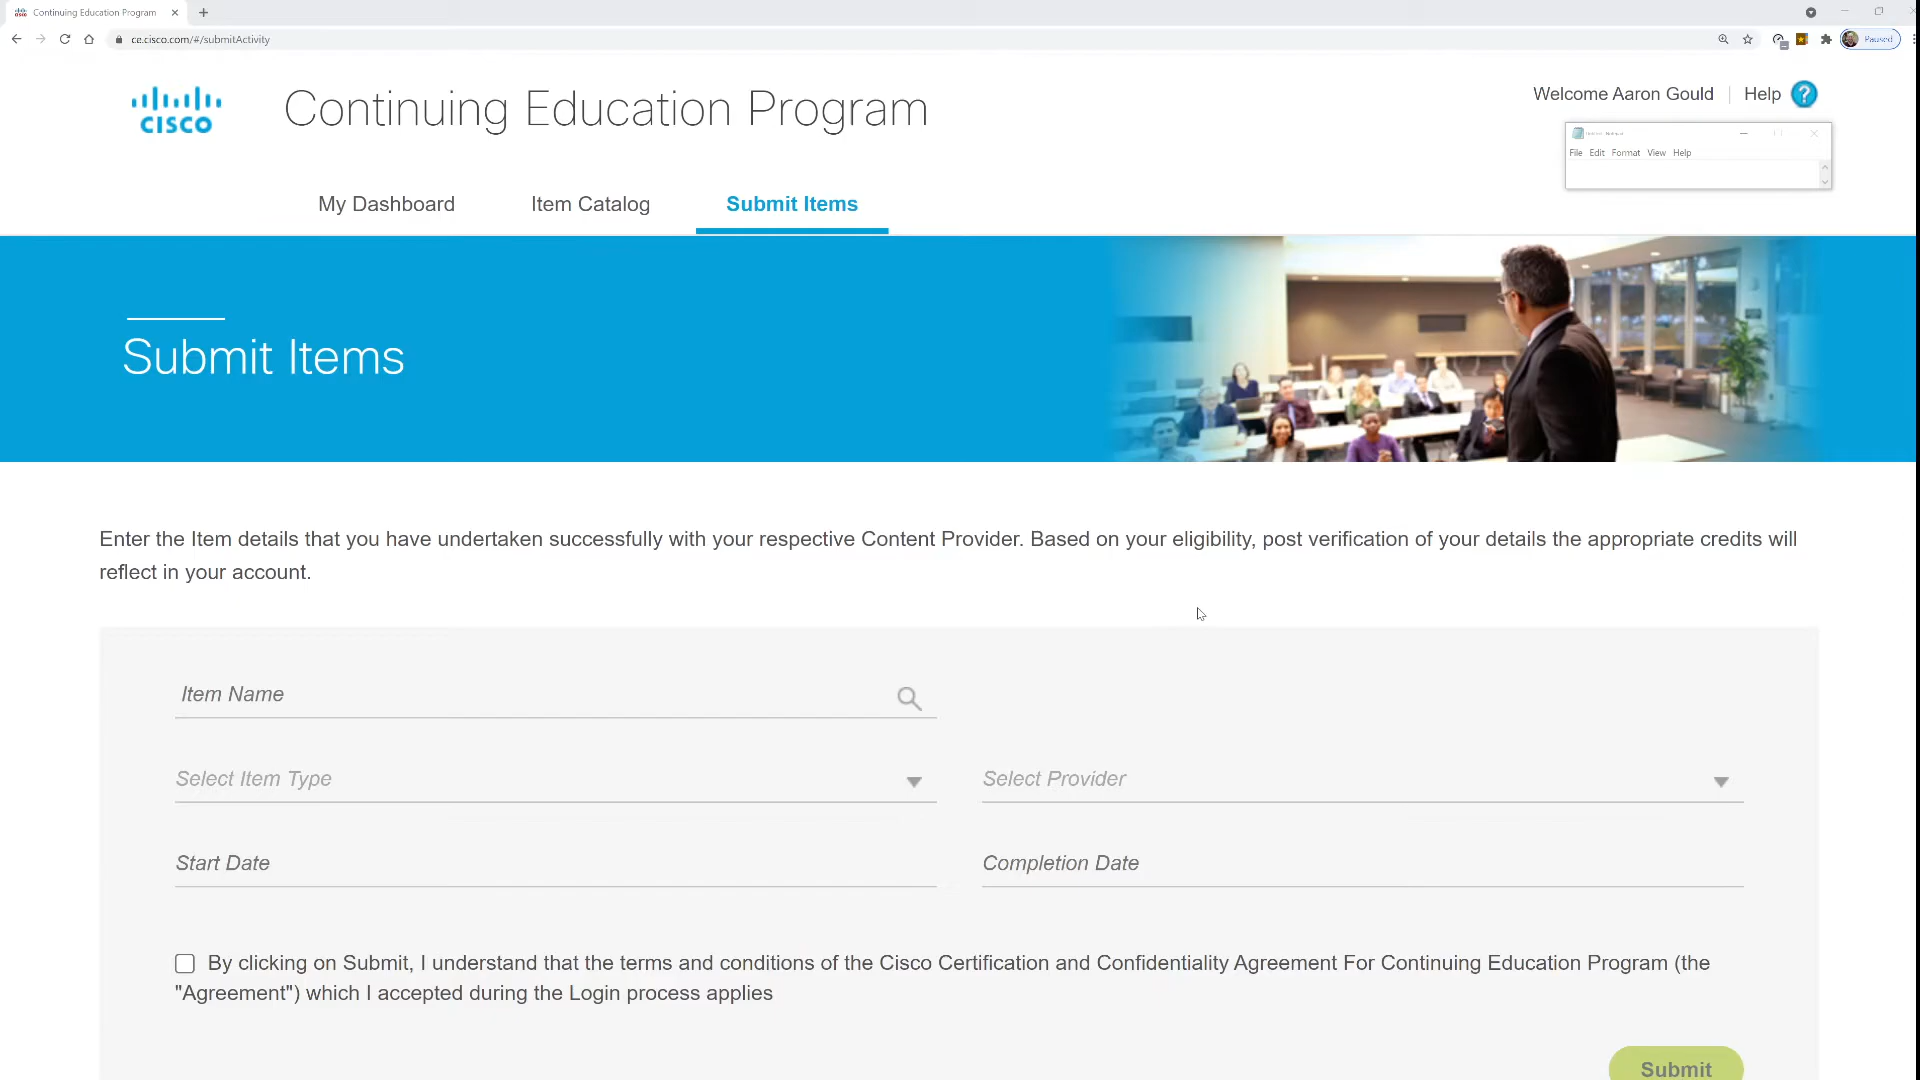 Continuing Education Program
ce.cisco.com/#/submitActivity
Paused
CISCO
Continuing Education Program
Welcome Aaron Gould
Help
File Edit Format View Help
My Dashboard
Item Catalog
Submit Items
Submit Items
Enter the Item details that you have undertaken successfully with your respective Content Provider. Based on your eligibility, post verification of your details the appropriate credits will
reflect in your account.
Item Name
Select Item Type
Select Provider
Start Date
Completion Date
By clicking on Submit, I understand that the terms and conditions of the Cisco Certification and Confidentiality Agreement For Continuing Education Program (the
"Agreement") which I accepted during the Login process applies
Submit